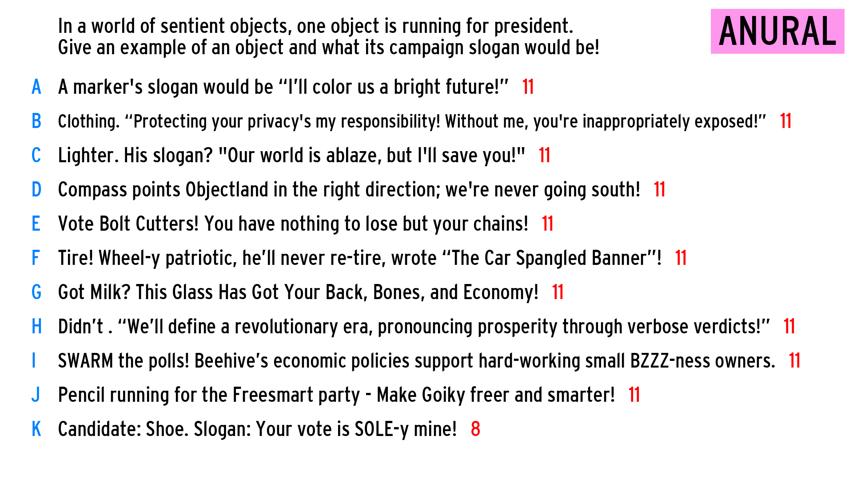 In a world of sentient objects, one object is running for president.
Give an example of an object and what its campaign slogan would be!
ANURAL
A A marker's slogan would be “I’ll color us a bright future!” 11
B Clothing. “Protecting your privacy's my responsibility! Without me, you're inappropriately exposed!” 11
C Lighter. His slogan? "Our world is ablaze, but I'll save you!" 11
D Compass points Objectland in the right direction; we're never going south! 11
E Vote Bolt Cutters! You have nothing to lose but your chains! 11
F Tire! Wheel-y patriotic, he’ll never re-tire, wrote “The Car Spangled Banner”! 11
G Got Milk? This Glass Has Got Your Back, Bones, and Economy! 11
H Didn’t . “We’ll define a revolutionary era, pronouncing prosperity through verbose verdicts!” 11
I SWARM the polls! Beehive’s economic policies support hard-working small BZZZ-ness owners. 11
J Pencil running for the Freesmart party - Make Goiky freer and smarter! 11
K Candidate: Shoe. Slogan: Your vote is SOLE-y mine! 8